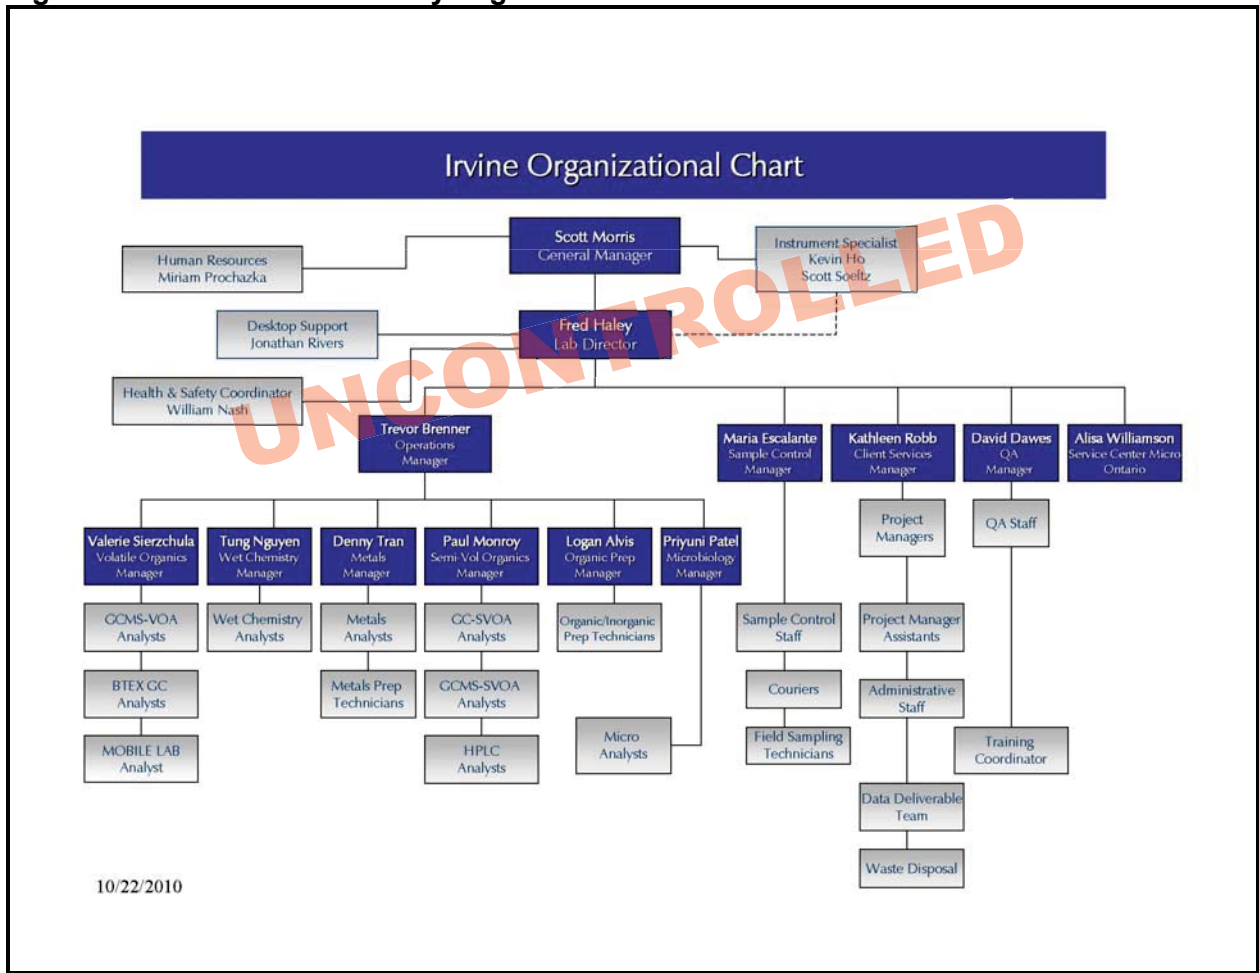 Irvine Organizational Chart
Scott Morris
General Manager
Instrument Specialist
Kevin Ho
Scott Soeltz
Human Resources
Miriam Prochazka
Desktop Support
Jonathan Rivers
Fred Haley
Lab Director
Health & Safety Coordinator
William Nash
UNCONTROLLED
Trevor Brenner
Operations
Manager
Maria Escalante
Sample Control
Manager
Kathleen Robb
Client Services
Manager
David Dawes
QA
Manager
Alisa Williamson
Service Center Micro
Ontario
Project
Managers
QA Staff
Valerie Sierzchula
Volatile Organics
Manager
Tung Nguyen
Wet Chemistry
Manager
Denny Tran
Metals
Manager
Paul Monroy
Semi-Vol Organics
Manager
Logan Alvis
Organic Prep
Manager
Priyuni Patel
Microbiology
Manager
GCMS-VOA
Analysts
Wet Chemistry
Analysts
Metals
Analysts
GC-SVOA
Analysts
Organic/Inorganic
Prep Technicians
Sample Control
Staff
Project Manager
Assistants
BTEX GC
Analysts
Metals Prep
Technicians
GCMS-SVOA
Analysts
Couriers
Administrative
Staff
MOBILE LAB
Analyst
HPLC
Analysts
Micro
Analysts
Field Sampling
Technicians
Training
Coordinator
Data Deliverable
Team
Waste Disposal
10/22/2010